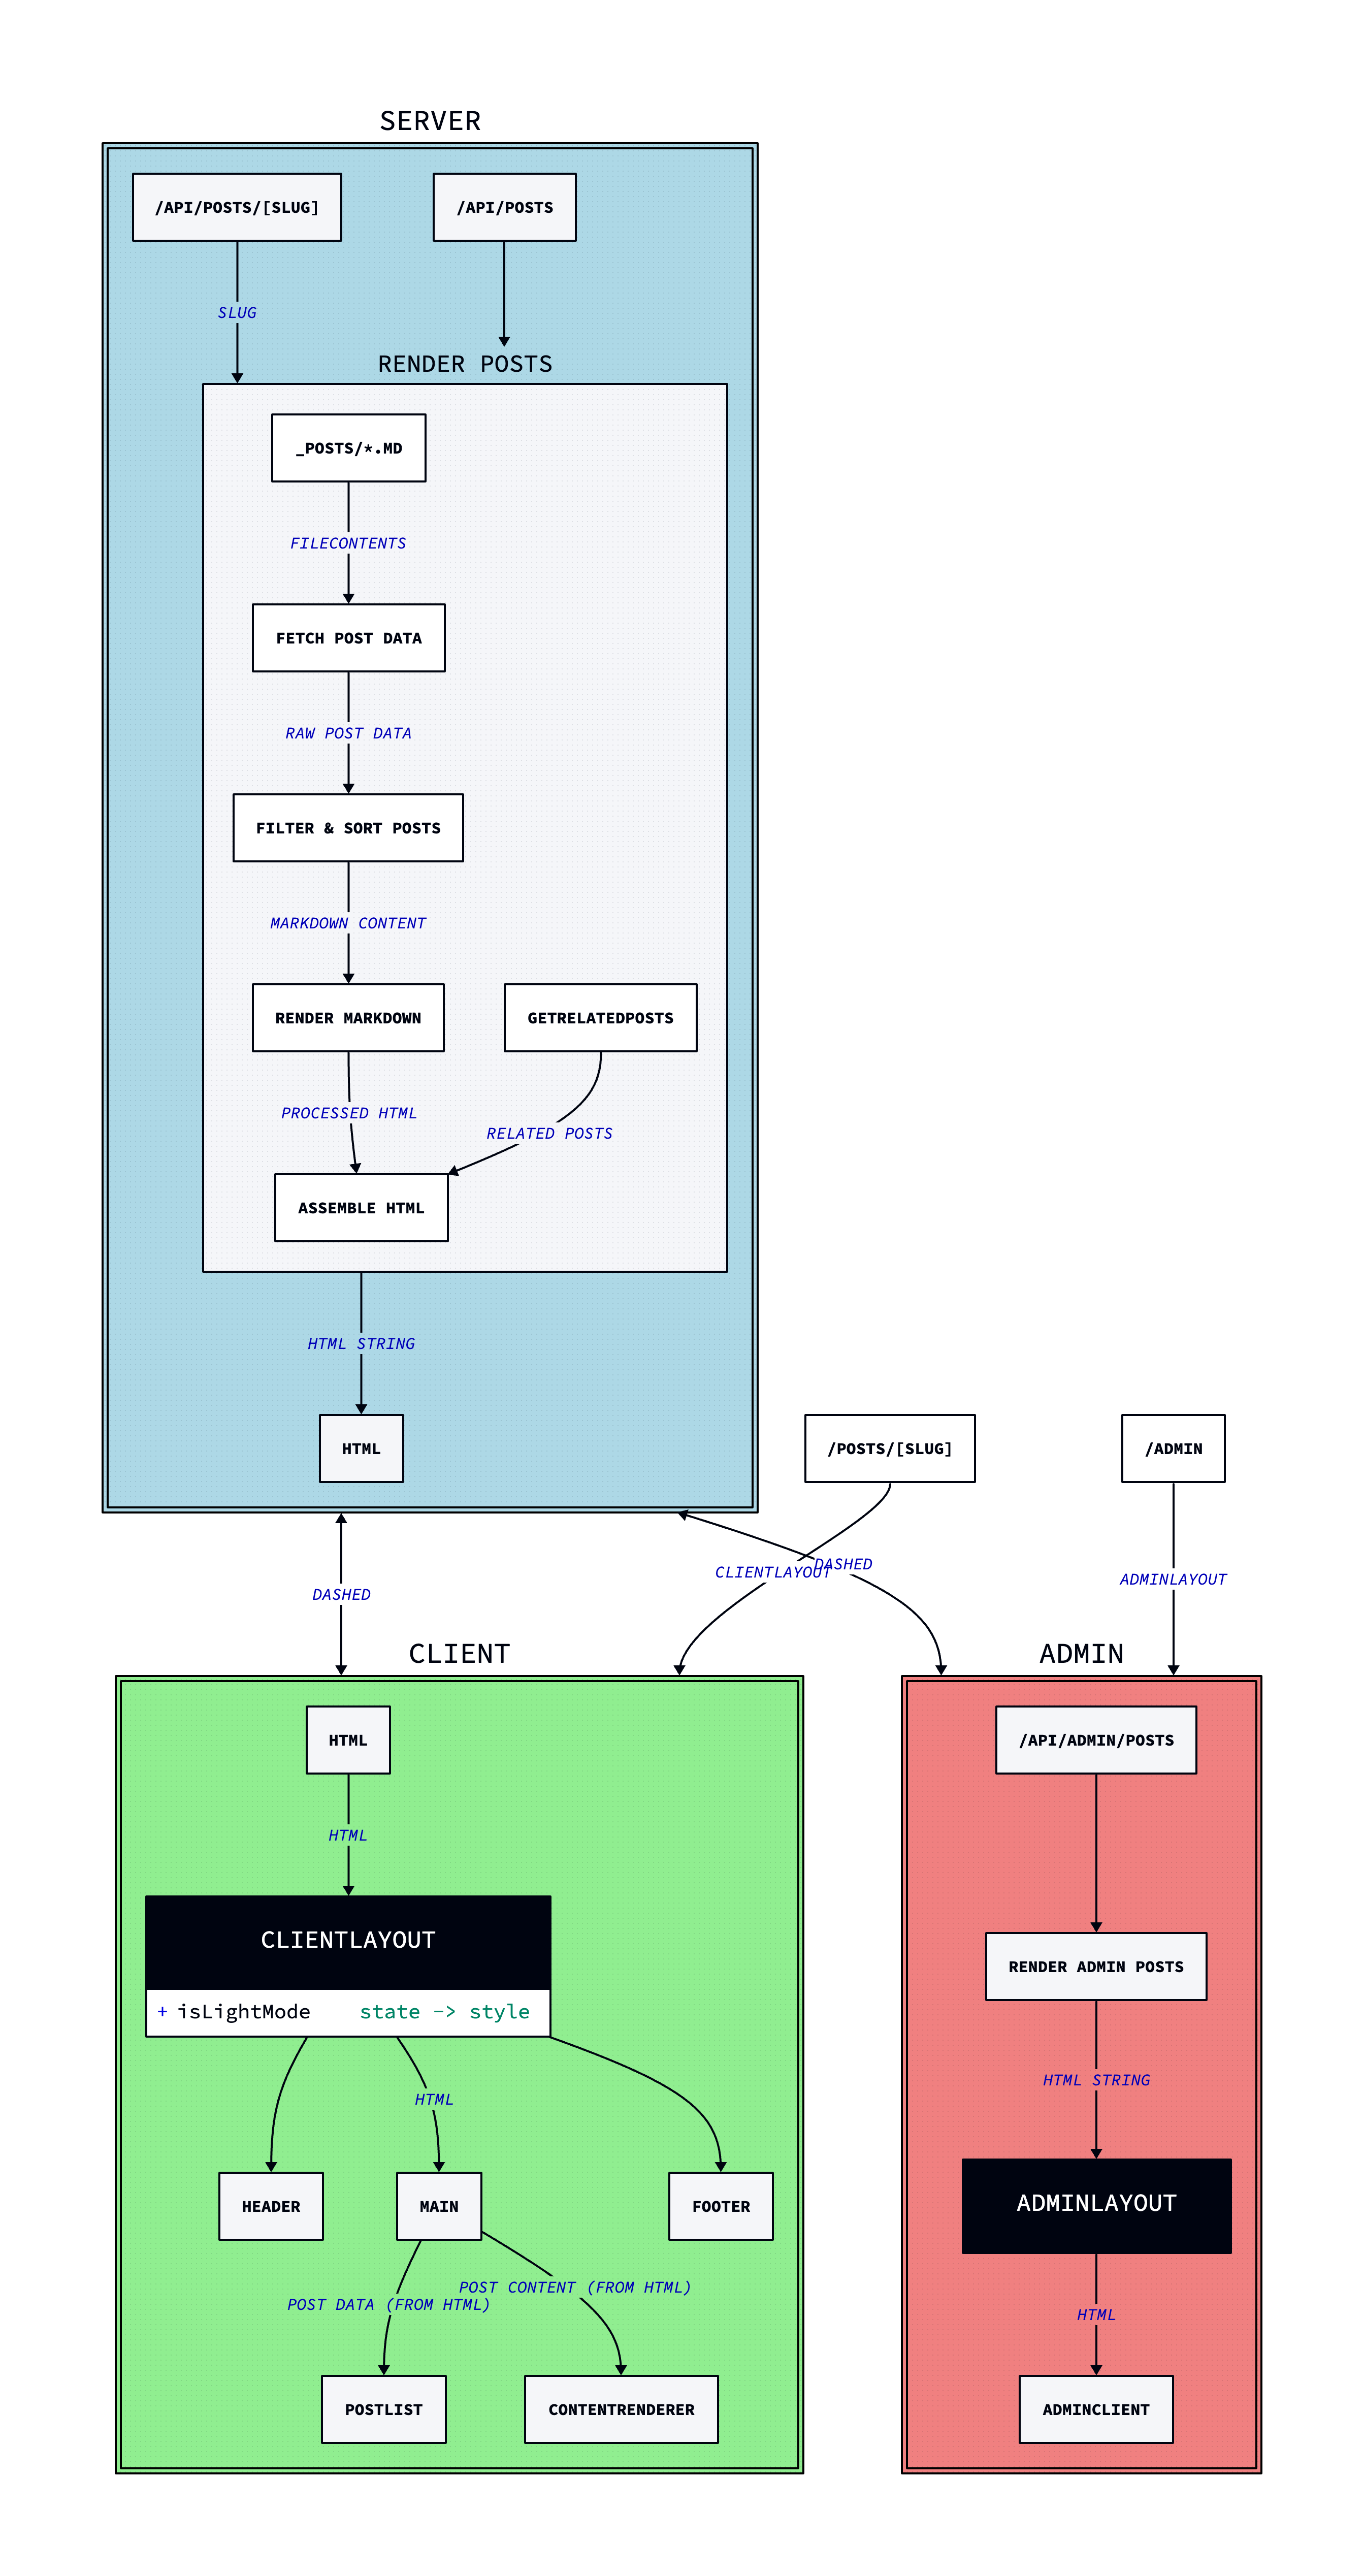 SERVER
/API/POSTS/[SLUG]
/API/POSTS
SLUG
RENDER POSTS
_POSTS/*.MD
FILECONTENTS
FETCH POST DATA
RAW POST DATA
FILTER & SORT POSTS
MARKDOWN CONTENT
RENDER MARKDOWN
GETRELATEDPOSTS
PROCESSED HTML
RELATED POSTS
ASSEMBLE HTML
HTML STRING
HTML
/POSTS/[SLUG]
/ADMIN
DASHED
CLIENTLAYOUT
DASHED
ADMINLAYOUT
CLIENT
HTML
HTML
CLIENTLAYOUT
+ isLightMode state -> style
HTML
HEADER
MAIN
FOOTER
POST CONTENT (FROM HTML)
POST DATA (FROM HTML)
POSTLIST
CONTENTRENDERER
ADMIN
/API/ADMIN/POSTS
RENDER ADMIN POSTS
HTML STRING
ADMINLAYOUT
HTML
ADMINCLIENT